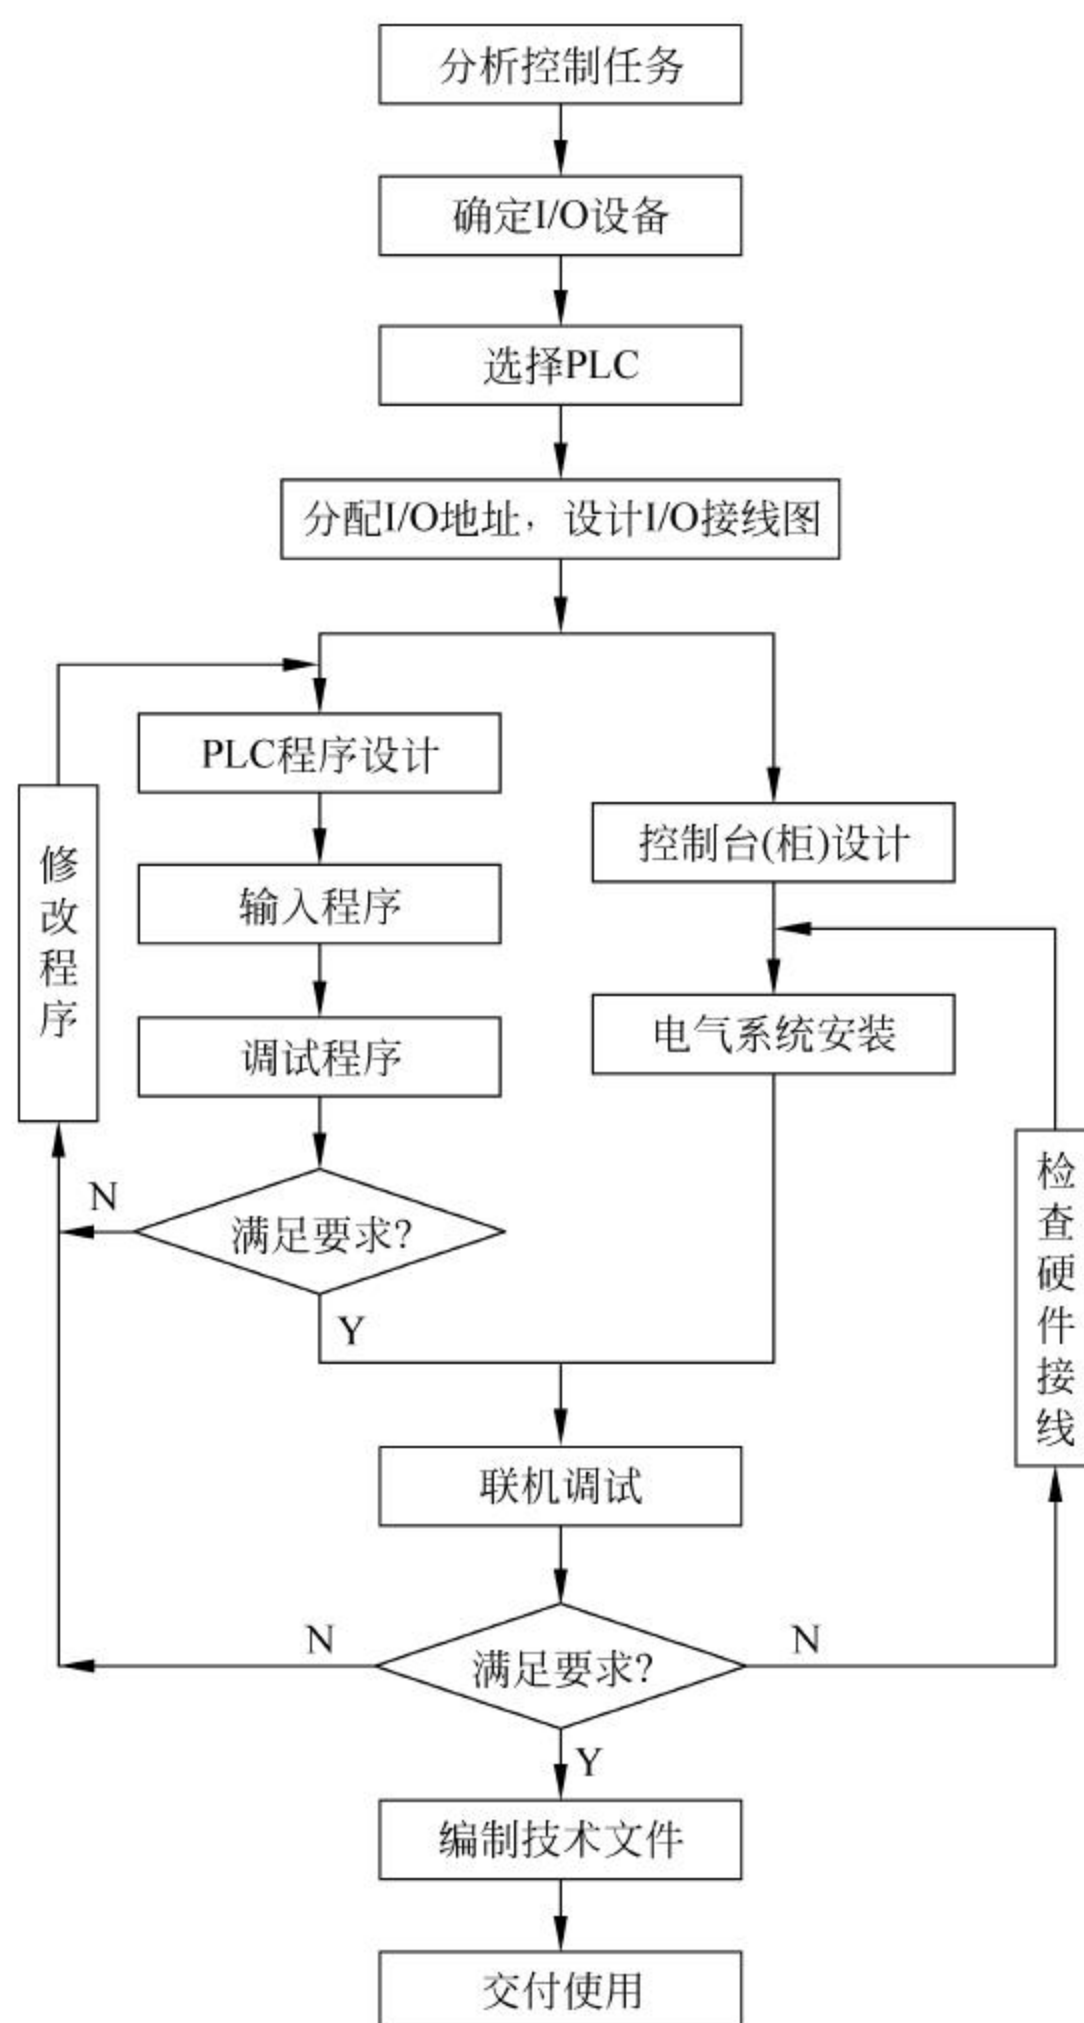 分析控制任务
确定I/O设备
选择PLC
分配I/O地址，设计I/O接线图
PLC程序设计
控制台(柜)设计
修改程序
输入程序
电气系统安装
调试程序
检查硬件接线
N
满足要求?
Y
联机调试
N
满足要求?
N
Y
编制技术文件
交付使用